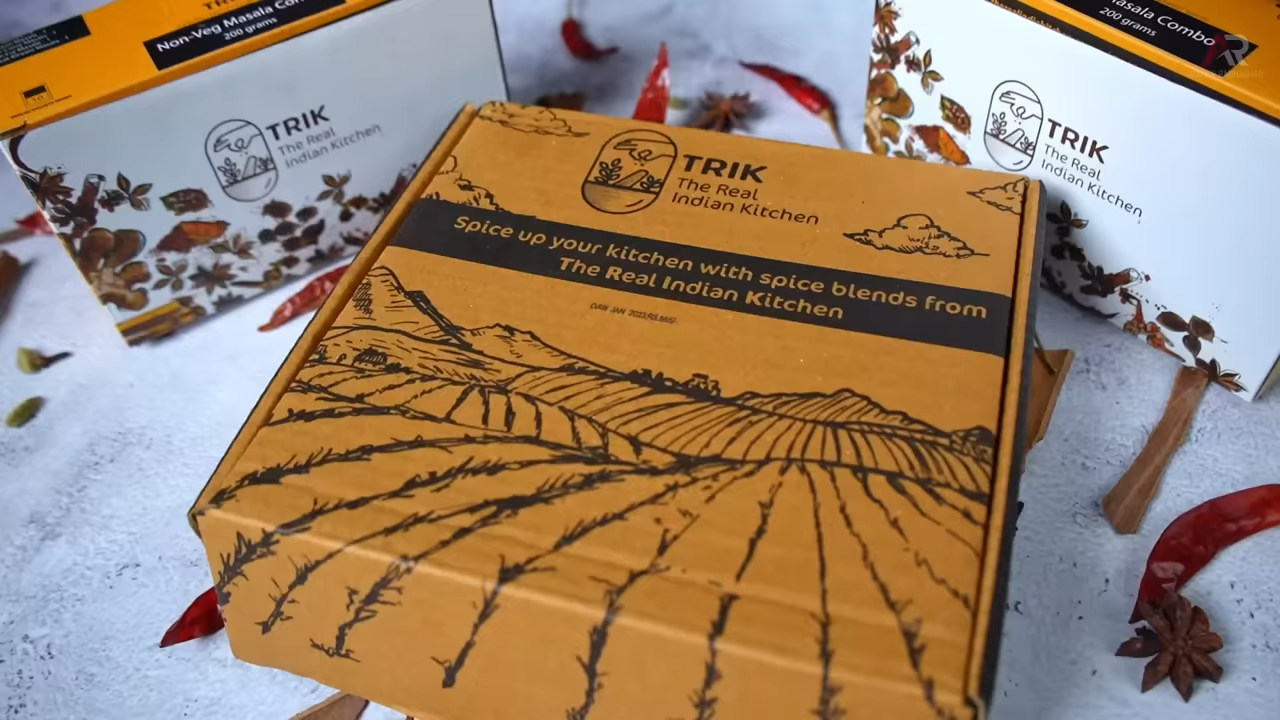 Non-Veg Masala Com
200 grams
TRIK
The Real
Indian Kitchen
TRIK
The Real
Indian Kitchen
Spice up your kitchen with spice blends from
The Real Indian Kitchen
Masala Combo
200 grams
TRIK
The Real
Indian Kitchen